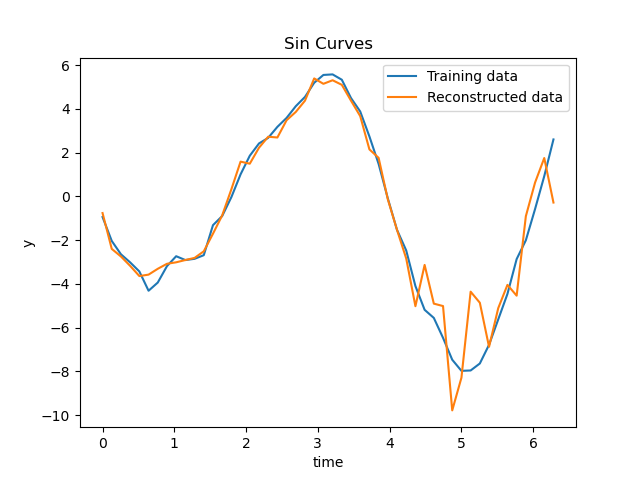 Sin Curves
Training data
Reconstructed data
6
4
2
0
−2
−4
−6
−8
−10
y
0 1 2 3 4 5 6
time